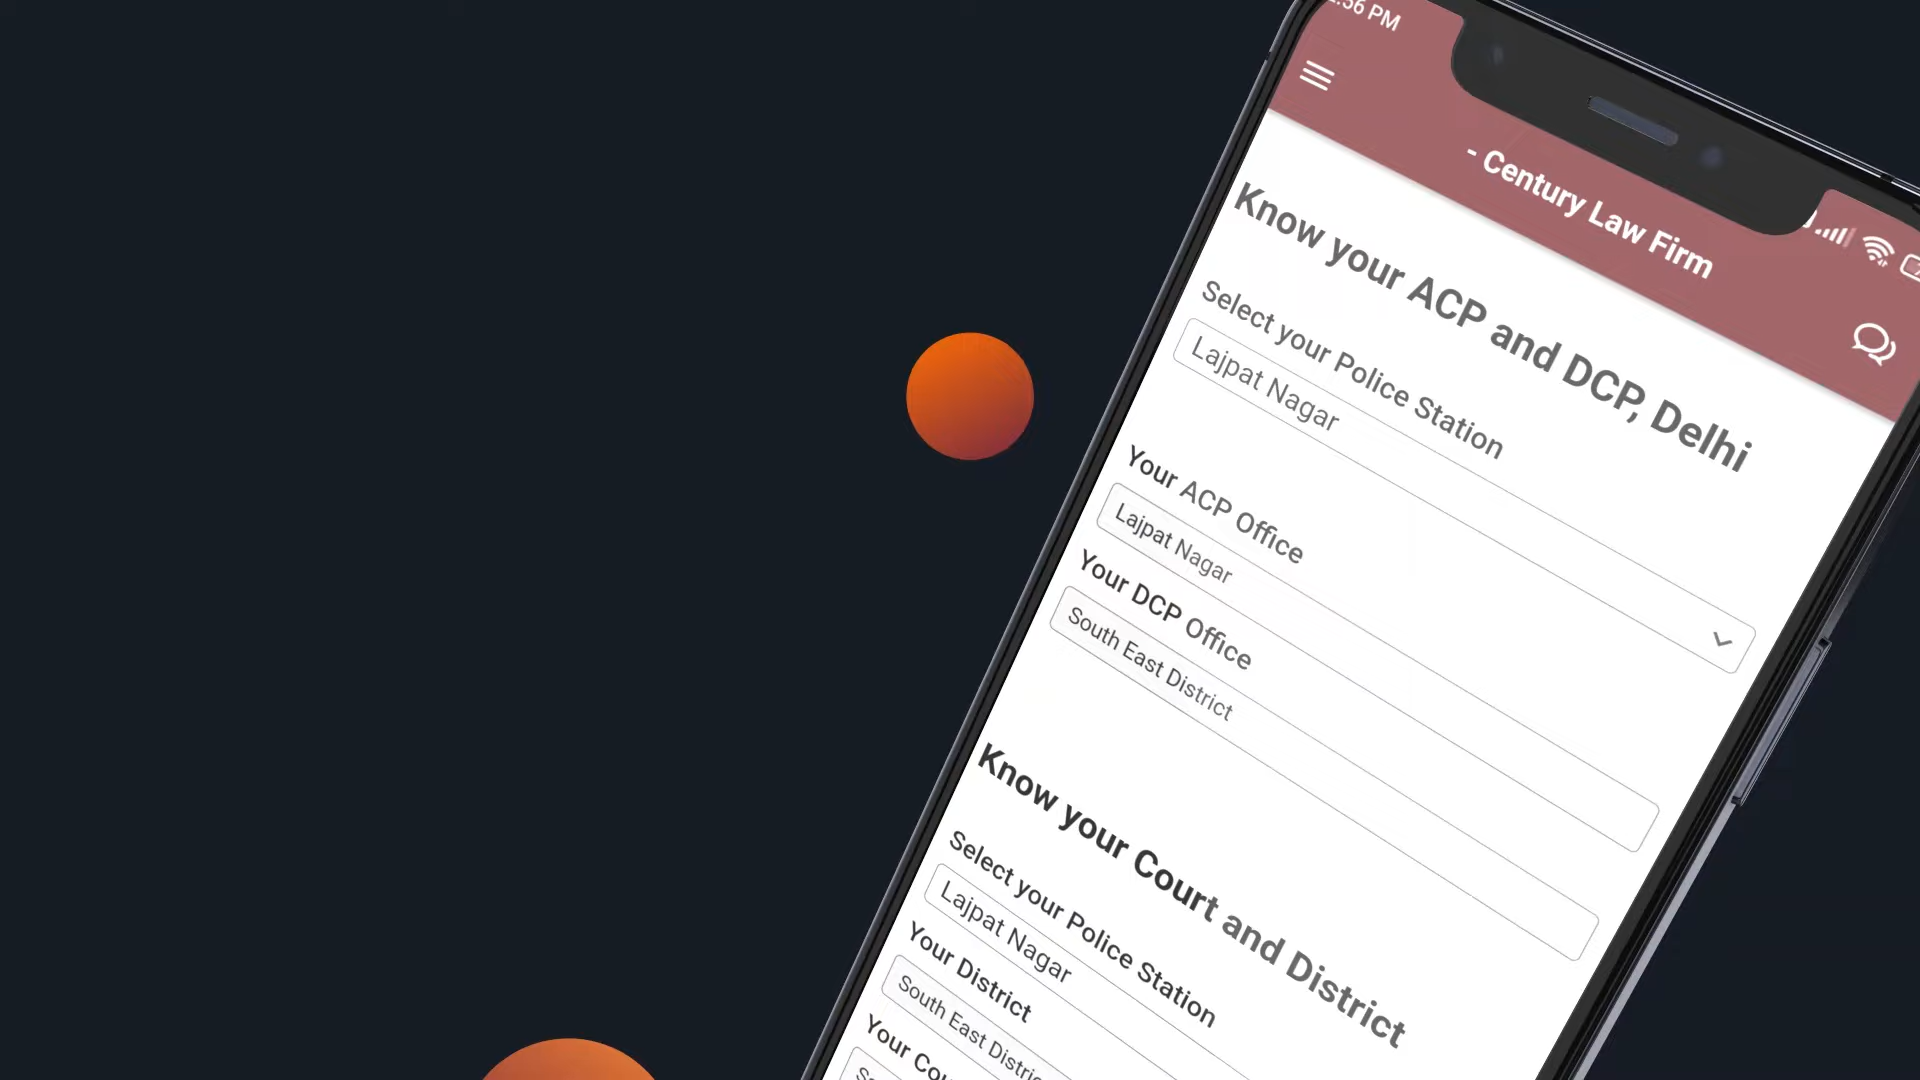 :56 PM
- Century Law Firm
Know your ACP and DCP, Delhi
Select your Police Station
Lajpat Nagar
Your ACP Office
Lajpat Nagar
Your DCP Office
South East District
Know your Court and District
Select your Police Station
Lajpat Nagar
Your District
South East Distric
Your Cou